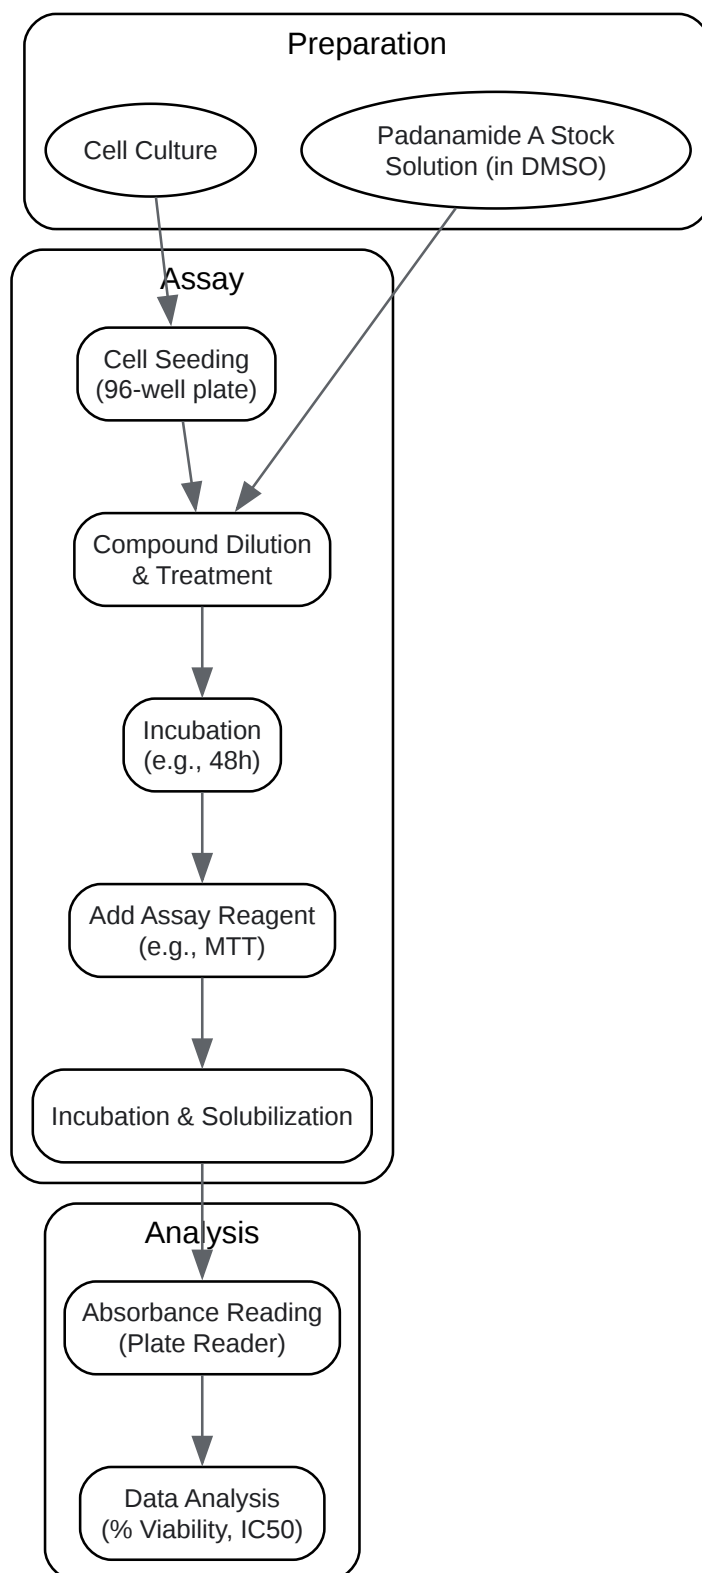 Preparation
Cell Culture
Padanamide A Stock
Solution (in DMSO)
Assay
Cell Seeding
(96-well plate)
Compound Dilution
& Treatment
Incubation
(e.g., 48h)
Add Assay Reagent
(e.g., MTT)
Incubation & Solubilization
Analysis
Absorbance Reading
(Plate Reader)
Data Analysis
(% Viability, IC50)